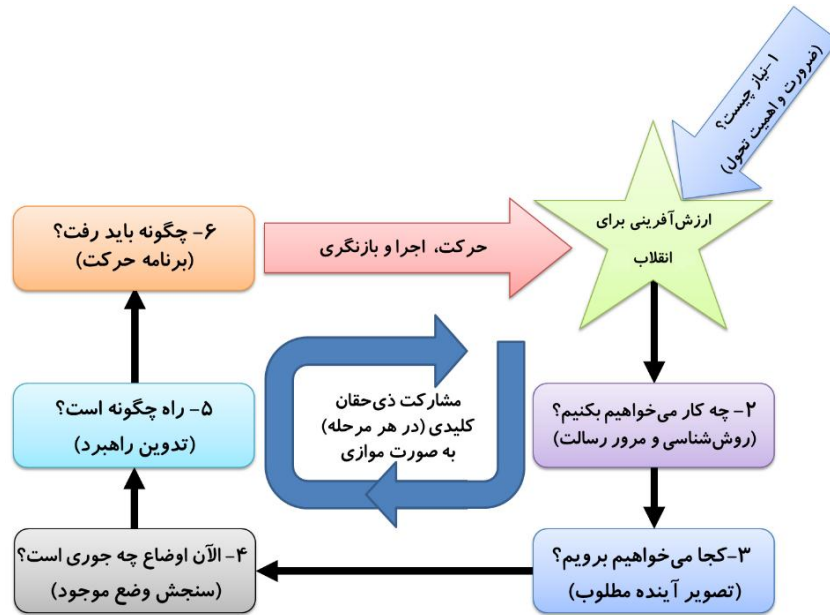 ۱-نیاز چیست؟
(ضرورت و اهمیت تحول)
ارزش‌آفرینی برای
انقلاب
۲- چه کار می‌خواهیم بکنیم؟
(روش‌شناسی و مرور رسالت)
۳-کجا می‌خواهیم برویم؟
(تصویر آینده مطلوب)
۴- الآن اوضاع چه جوری است؟
(سنجش وضع موجود)
۵- راه چگونه است؟
(تدوین راهبرد)
۶- چگونه باید رفت؟
(برنامه حرکت)
حرکت، اجرا و بازنگری
مشارکت ذی‌حقان
کلیدی (در هر مرحله)
به صورت موازی